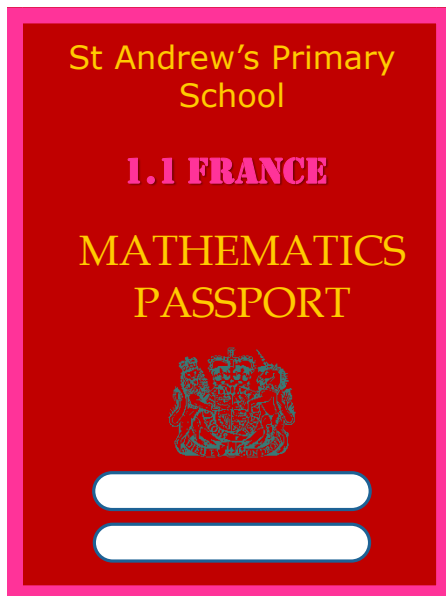 St Andrew’s Primary
School
1.1 FRANCE
MATHEMATICS
PASSPORT